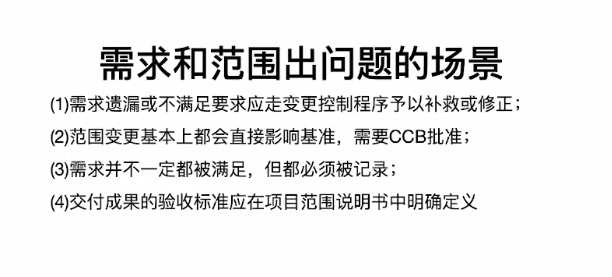 需求和范围出问题的场景
(1)需求遗漏或不满足要求应走变更控制程序予以补救或修正；
(2)范围变更基本上都会直接影响基准，需要CCB批准；
(3)需求并不一定都被满足，但都必须被记录；
(4)交付成果的验收标准应在项目范围说明书中明确定义